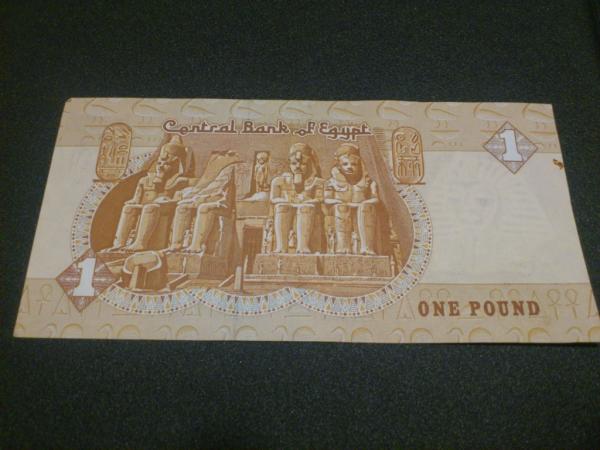 Central Bank of Egypt
1
1
ONE POUND